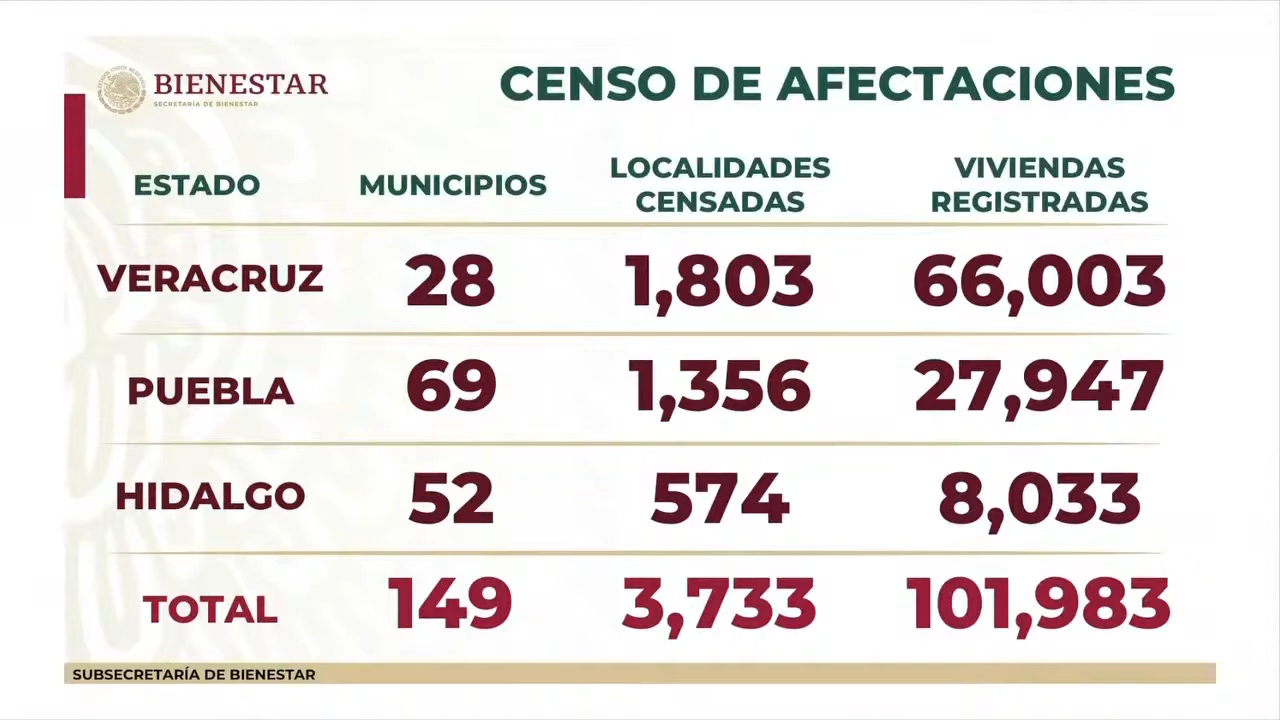 BIENESTAR
SECRETARÍA DE BIENESTAR
CENSO DE AFECTACIONES
ESTADO
MUNICIPIOS
LOCALIDADES
CENSADAS
VIVIENDAS
REGISTRADAS
VERACRUZ 28 1,803 66,003
PUEBLA 69 1,356 27,947
HIDALGO 52 574 8,033
TOTAL 149 3,733 101,983
SUBSECRETARÍA DE BIENESTAR